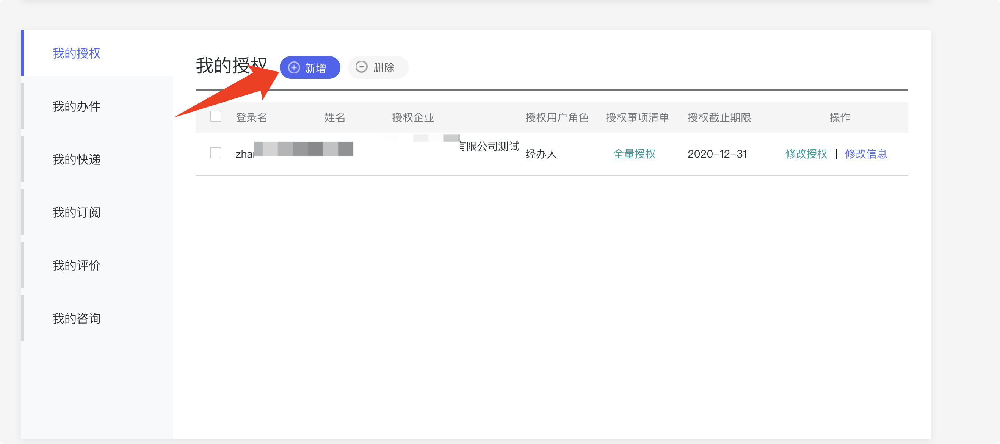 我的授权
我的办件
我的快递
我的订阅
我的评价
我的咨询
我的授权 新增 删除
登录名 姓名 授权企业 授权用户角色 授权事项清单 授权截止期限 操作
有限公司测试
经办人 全量授权 2020-12-31 修改授权 | 修改信息